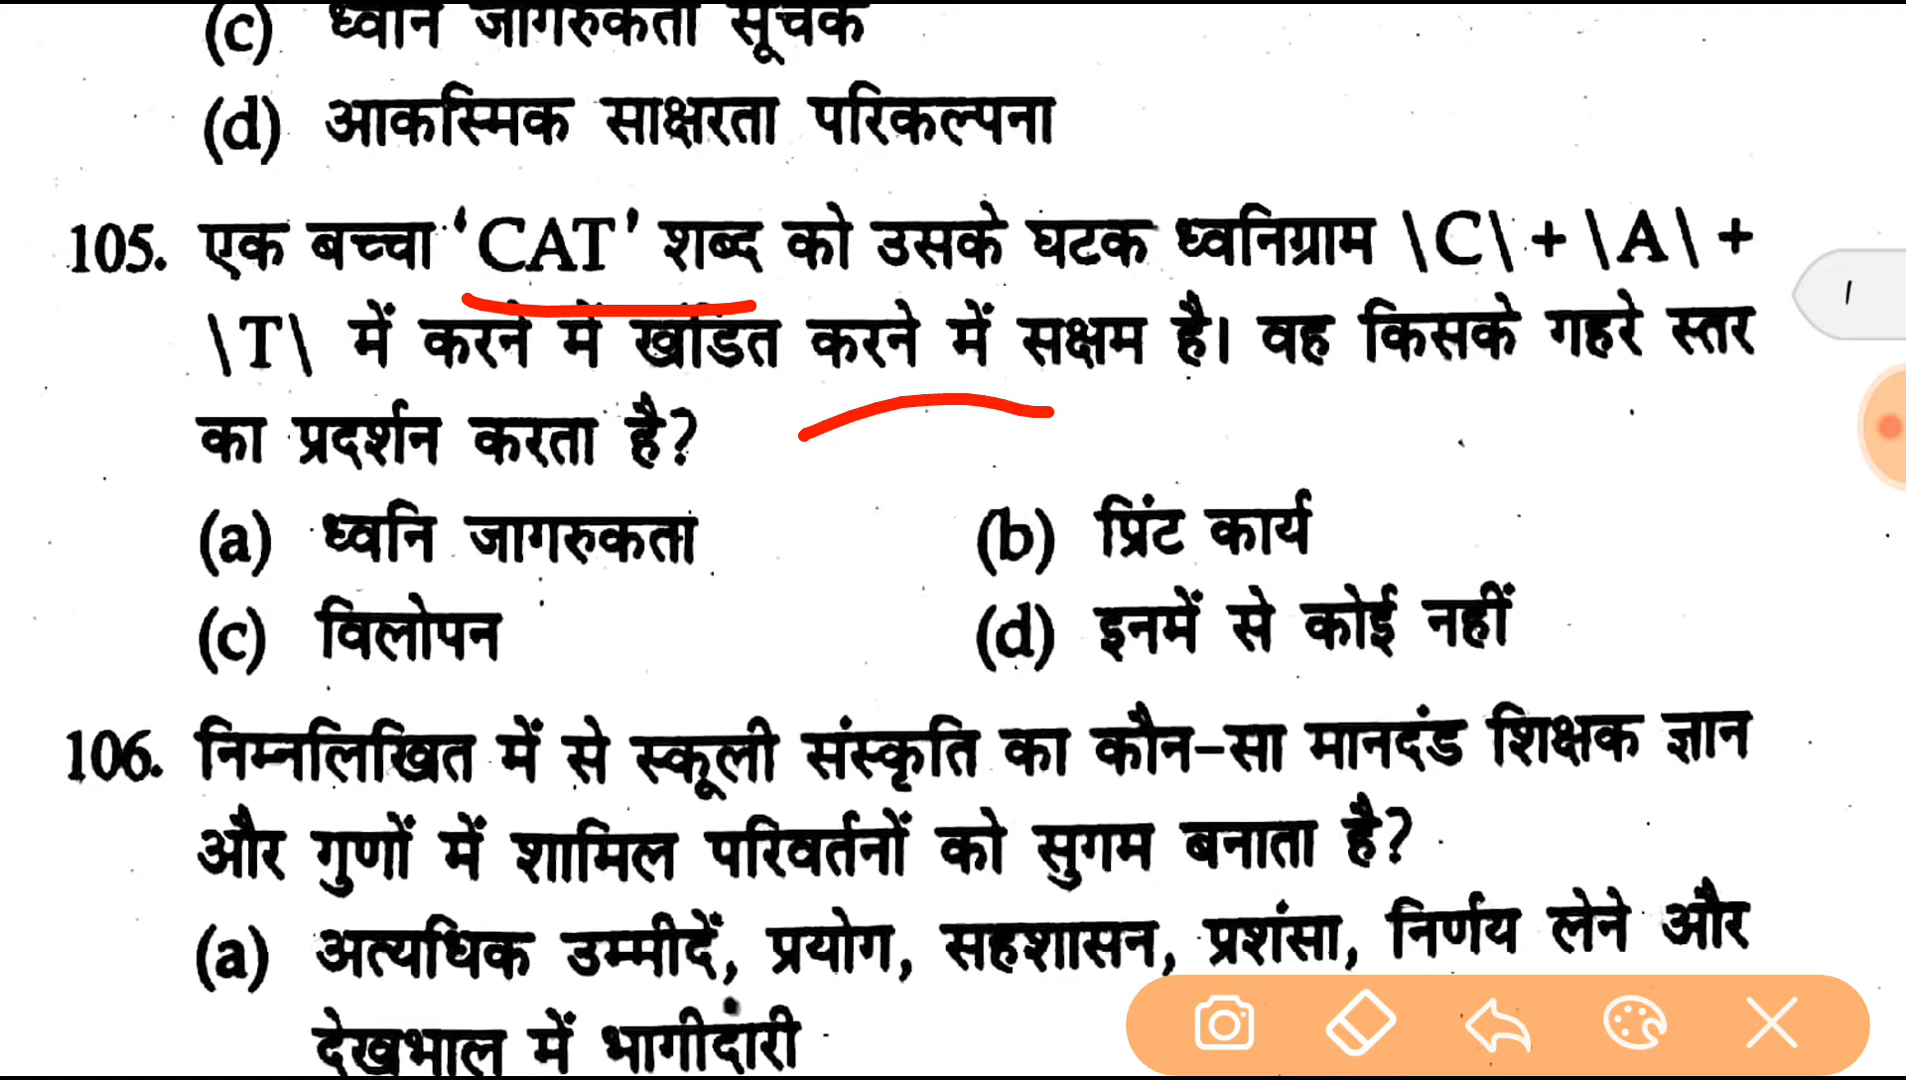 (c) ध्वनि जागरुकता सूचक
(d) आकस्मिक साक्षरता परिकल्पना
105. एक बच्चा 'CAT' शब्द को उसके घटक ध्वनिग्राम \C\ + \A\ +
\T\ में करने में खंडित करने में सक्षम है। वह किसके गहरे स्तर
का प्रदर्शन करता है?
(a) ध्वनि जागरुकता (b) प्रिंट कार्य
(c) विलोपन (d) इनमें से कोई नहीं
106. निम्नलिखित में से स्कूली संस्कृति का कौन-सा मानदंड शिक्षक ज्ञान
और गुणों में शामिल परिवर्तनों को सुगम बनाता है?
(a) अत्यधिक उम्मीदें, प्रयोग, सहशासन, प्रशंसा, निर्णय लेने और
देखभाल में भागीदारी